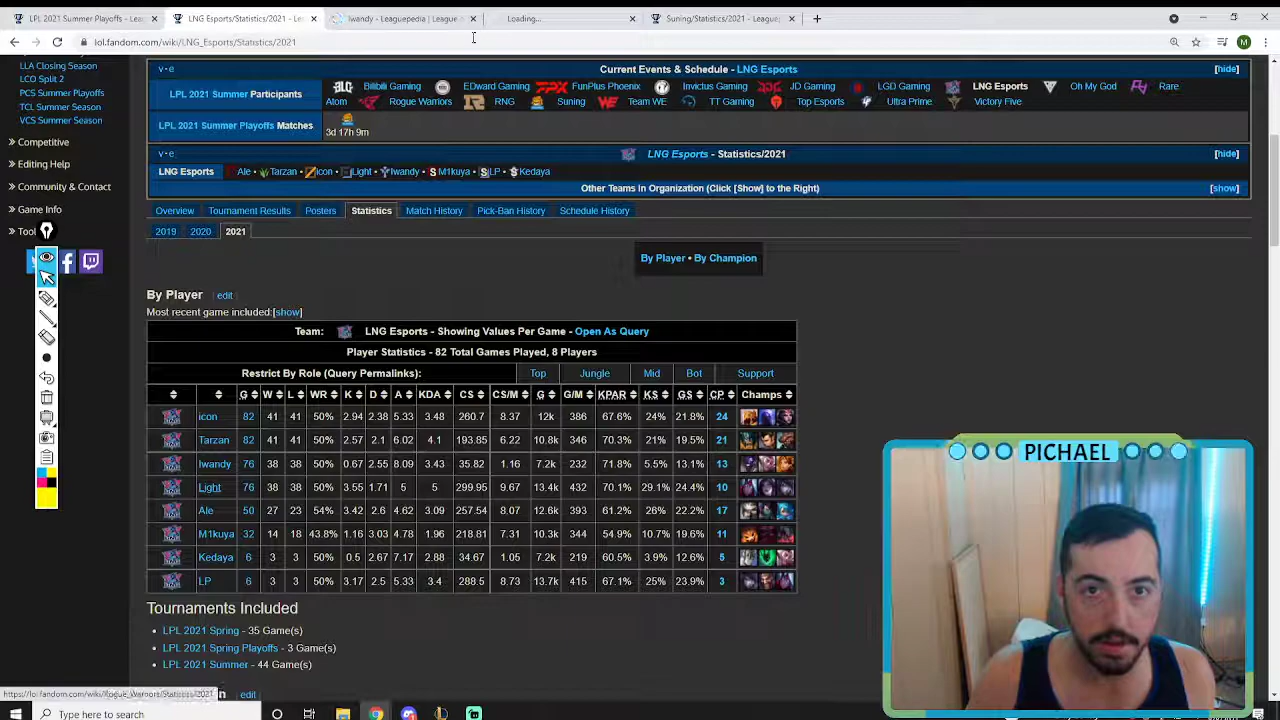 LPL 2021 Summer Playoffs - Lea
LNG Esports/Statistics/2021 - Le
Iwandy - Leaguepedia | League
Loading...
Suning/Statistics/2021 - League
lol.fandom.com/wiki/LNG_Esports/Statistics/2021
LLA Closing Season
LCO Split 2
PCS Summer Playoffs
TCL Summer Season
VCS Summer Season
Competitive
Editing Help
Community & Contact
Game Info
Tool
v-e
Current Events & Schedule - LNG Esports
[hide]
LPL 2021 Summer Participants
Bilibili Gaming EDward Gaming FunPlus Phoenix Invictus Gaming JD Gaming LGD Gaming LNG Esports Oh My God Rare
Atom Rogue Warriors RNG Suning Team WE TT Gaming Top Esports Ultra Prime Victory Five
LPL 2021 Summer Playoffs Matches
3d 17h 9m
v-e
LNG Esports - Statistics/2021
[hide]
LNG Esports Ale • Tarzan • icon • Light • Iwandy • M1kuya • LP • Kedaya
Other Teams in Organization (Click [Show] to the Right)
[show]
Overview Tournament Results Posters Statistics Match History Pick-Ban History Schedule History
2019 2020 2021
By Player • By Champion
By Player [edit]
Most recent game included:[show]
Team: LNG Esports - Showing Values Per Game - Open As Query
Player Statistics - 82 Total Games Played, 8 Players
Restrict By Role (Query Permalinks): Top Jungle Mid Bot Support
G W L WR K D A KDA CS CS/M G G/M KPAR KS GS CP Champs
icon 82 41 41 50% 2.94 2.38 5.33 3.48 260.7 8.37 12k 386 67.6% 24% 21.8% 24
Tarzan 82 41 41 50% 2.57 2.1 6.02 4.1 193.85 6.22 10.8k 346 70.3% 21% 19.5% 21
Iwandy 76 38 38 50% 0.67 2.55 8.09 3.43 35.82 1.16 7.2k 232 71.8% 5.5% 13.1% 13
Light 76 38 38 50% 3.55 1.71 5 5 299.95 9.67 13.4k 432 70.1% 29.1% 24.4% 10
Ale 50 27 23 54% 3.42 2.6 4.62 3.09 257.54 8.07 12.6k 393 61.2% 26% 22.2% 17
M1kuya 32 14 18 43.8% 1.16 3.03 4.78 1.96 218.81 7.31 10.3k 344 54.9% 10.7% 19.6% 11
Kedaya 6 3 3 50% 0.5 2.67 7.17 2.88 34.67 1.05 7.2k 219 60.5% 3.9% 12.6% 5
LP 6 3 3 50% 3.17 2.5 5.33 3.4 288.5 8.73 13.7k 415 67.1% 25% 23.9% 3
Tournaments Included
• LPL 2021 Spring - 35 Game(s)
• LPL 2021 Spring Playoffs - 3 Game(s)
• LPL 2021 Summer - 44 Game(s)
https://lol.fandom.com/wiki/Rogue_Warriors/Statistics/2021
n [edit]
PICHAEL
Type here to search